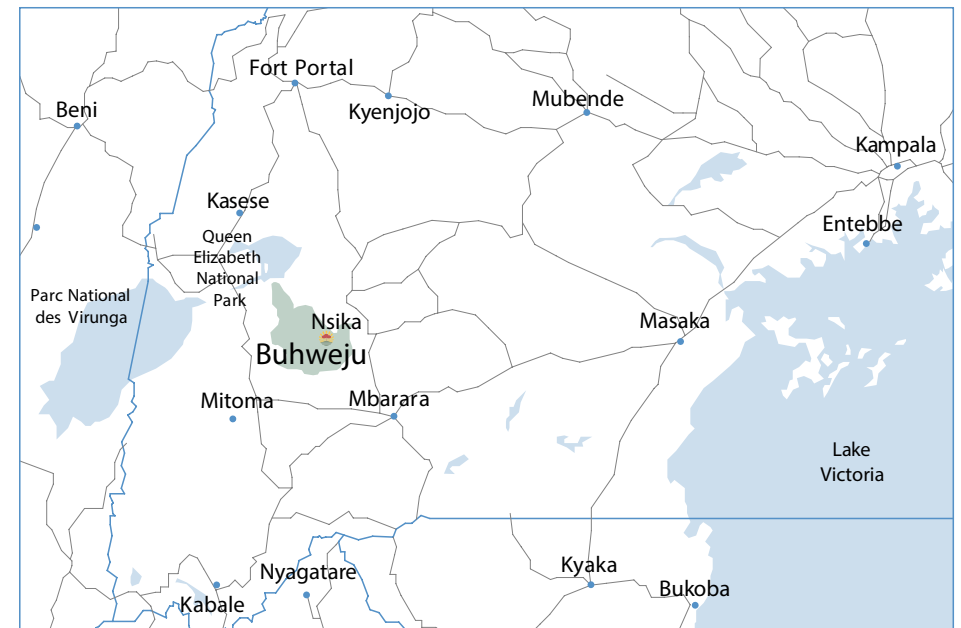 Fort Portal
Beni
Kyenjojo
Mubende
Kampala
Kasese
Entebbe
Queen
Elizabeth
National
Park
Parc National
des Virunga
Nsika
Masaka
Buhweju
Mitoma
Mbarara
Lake
Victoria
Kyaka
Nyagatare
Bukoba
Kabale